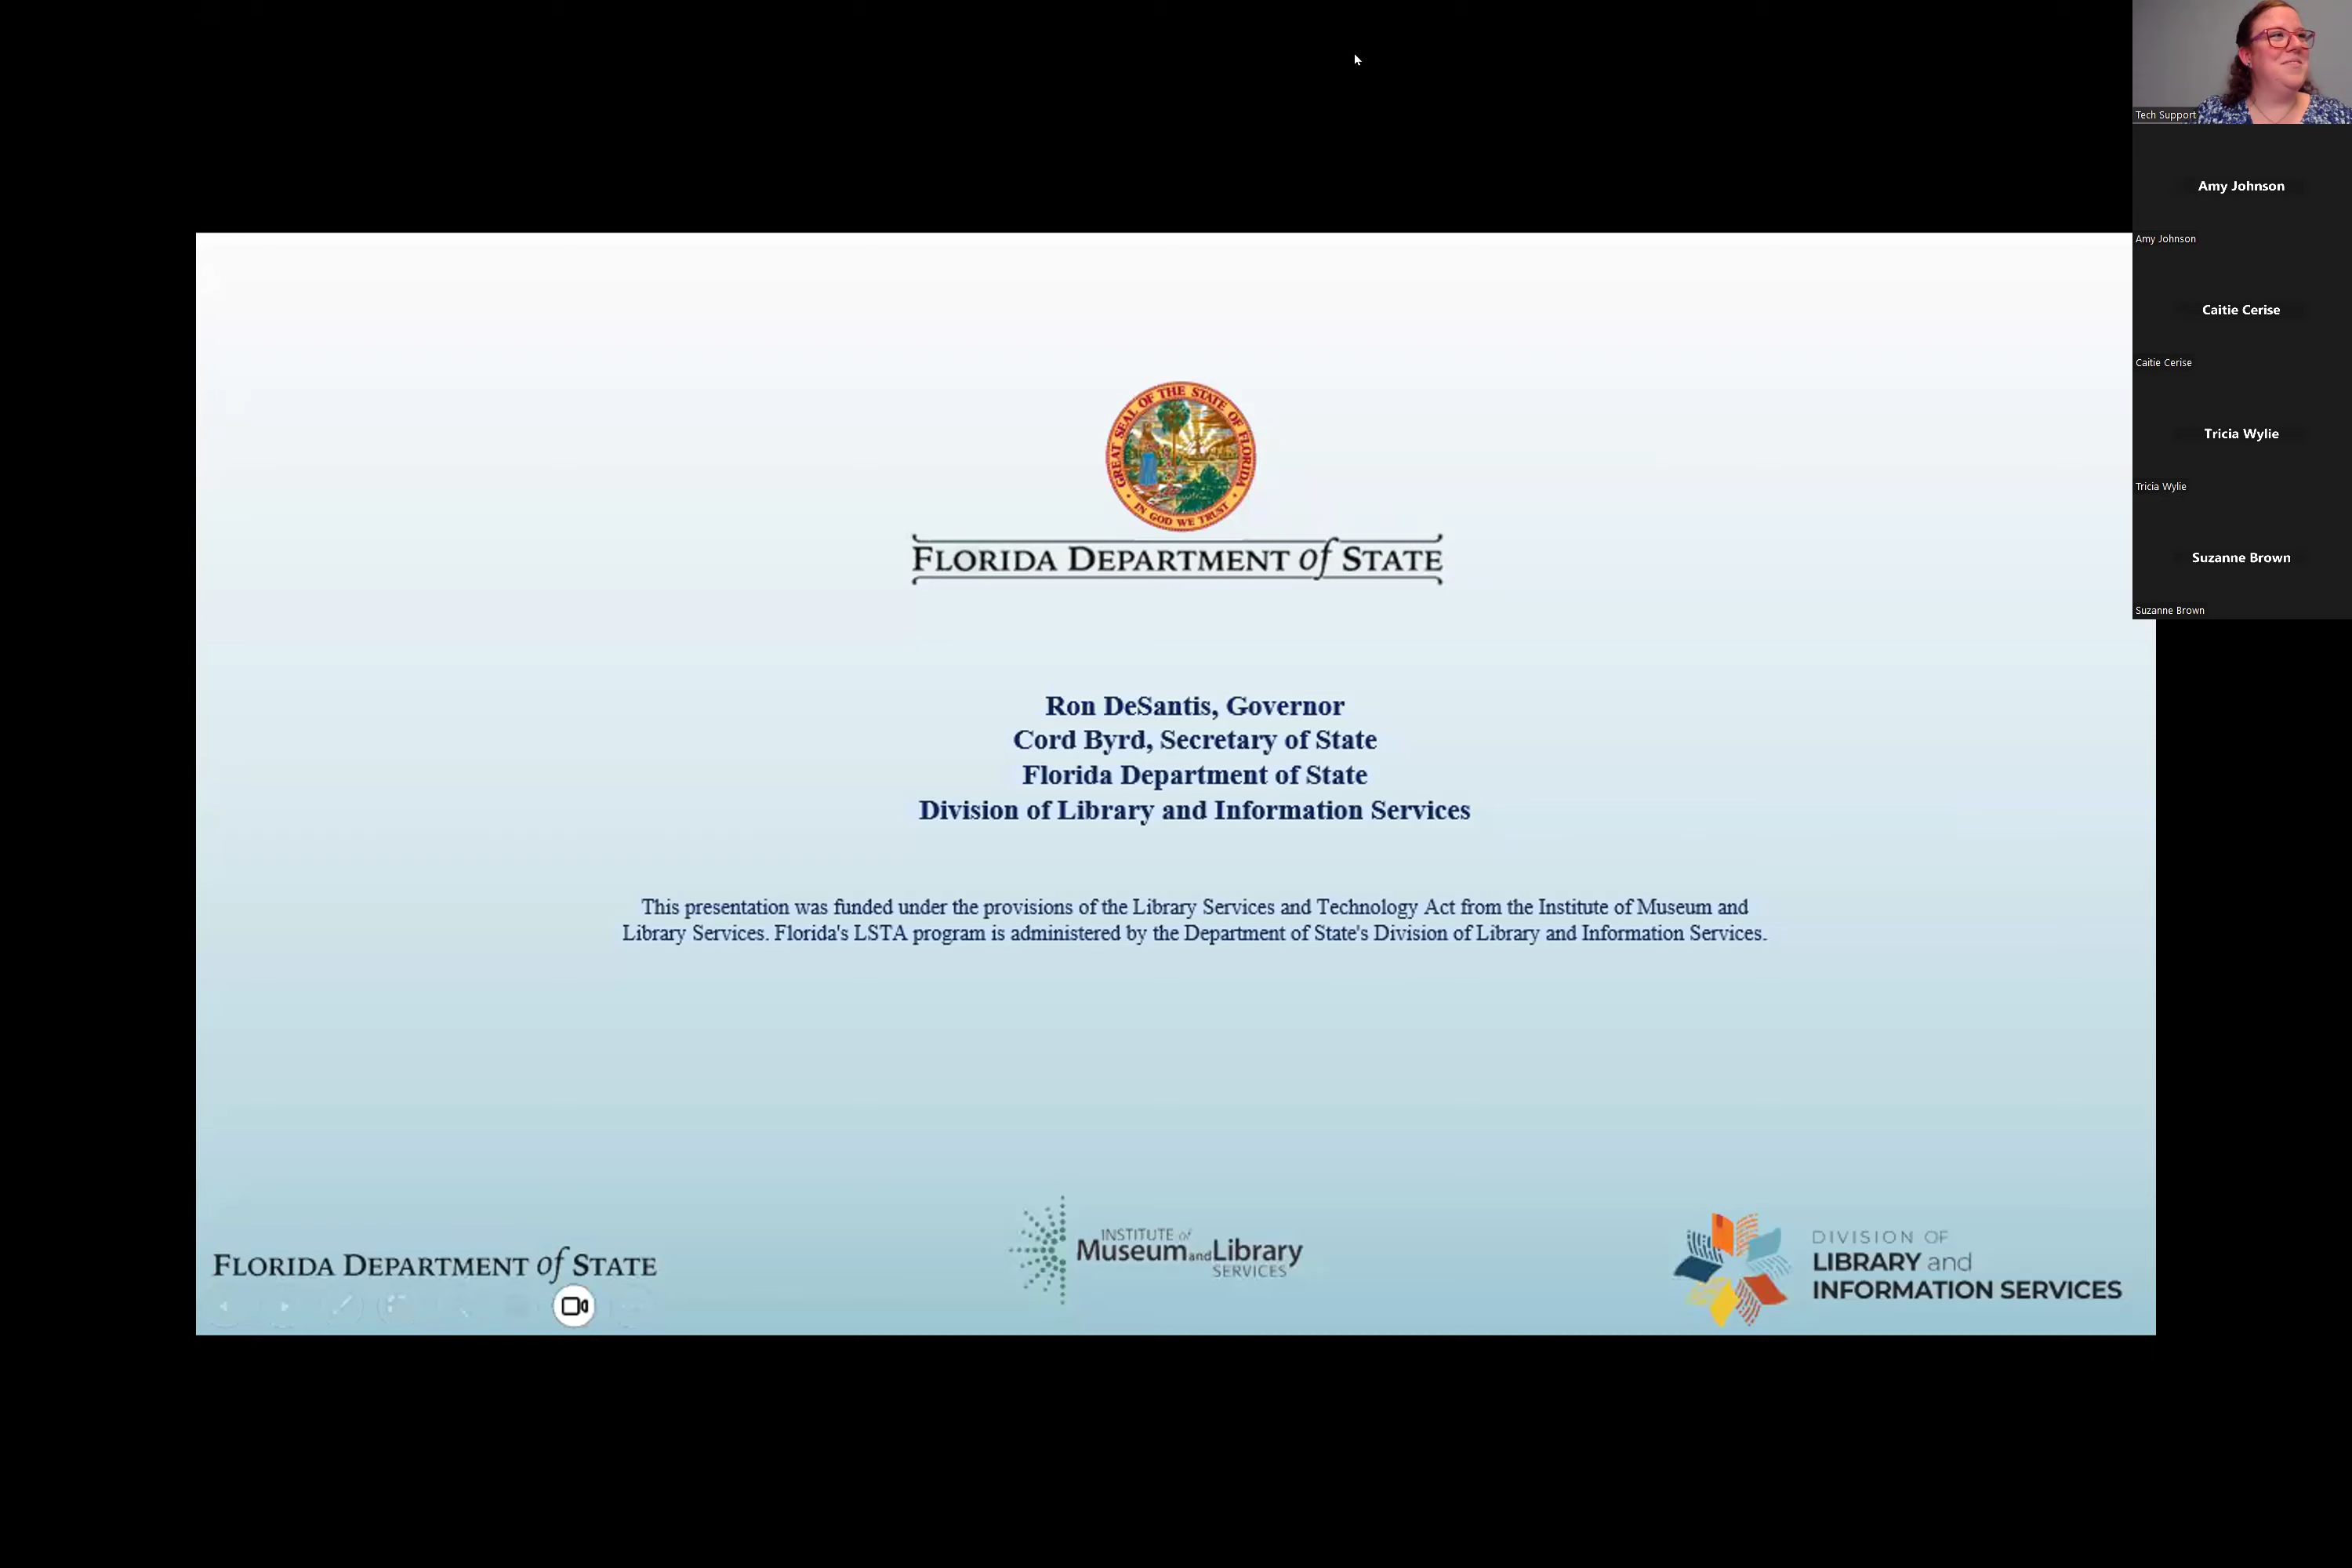 Tech Support
Amy Johnson
Amy Johnson
Caitie Cerise
Caitie Cerise
Tricia Wylie
Tricia Wylie
Suzanne Brown
Suzanne Brown
GREAT SEAL OF THE STATE OF FLORIDA
IN GOD WE TRUST
FLORIDA DEPARTMENT of STATE
Ron DeSantis, Governor
Cord Byrd, Secretary of State
Florida Department of State
Division of Library and Information Services
This presentation was funded under the provisions of the Library Services and Technology Act from the Institute of Museum and
Library Services. Florida's LSTA program is administered by the Department of State's Division of Library and Information Services.
FLORIDA DEPARTMENT of STATE
INSTITUTE of
Museum and Library
SERVICES
DIVISION OF
LIBRARY and
INFORMATION SERVICES